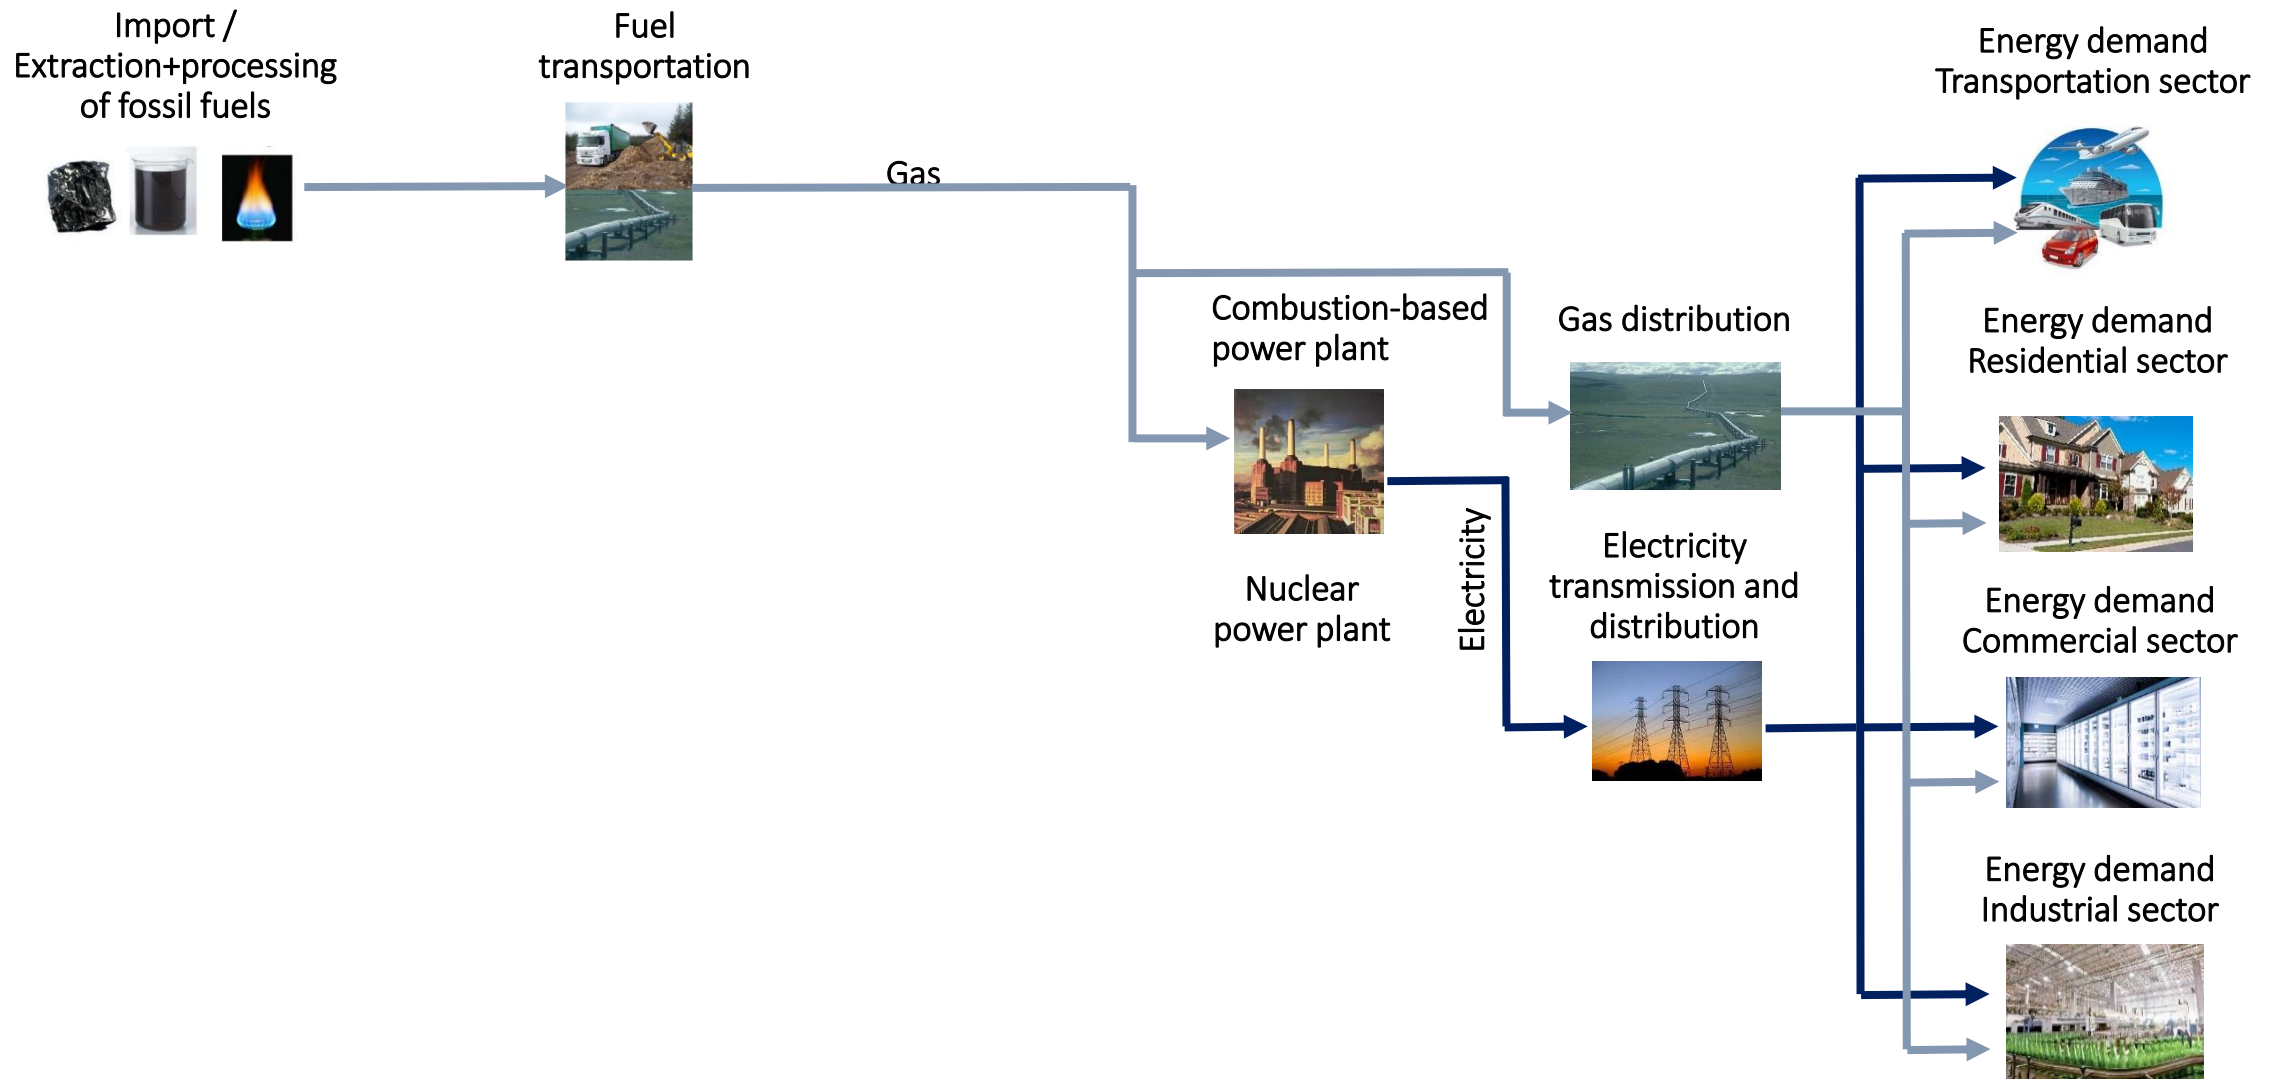 Import /
Extraction+processing
of fossil fuels
Fuel
transportation
Gas
Combustion-based
power plant
Nuclear
power plant
Electricity
Gas distribution
Electricity
transmission and
distribution
Energy demand
Transportation sector
Energy demand
Residential sector
Energy demand
Commercial sector
Energy demand
Industrial sector